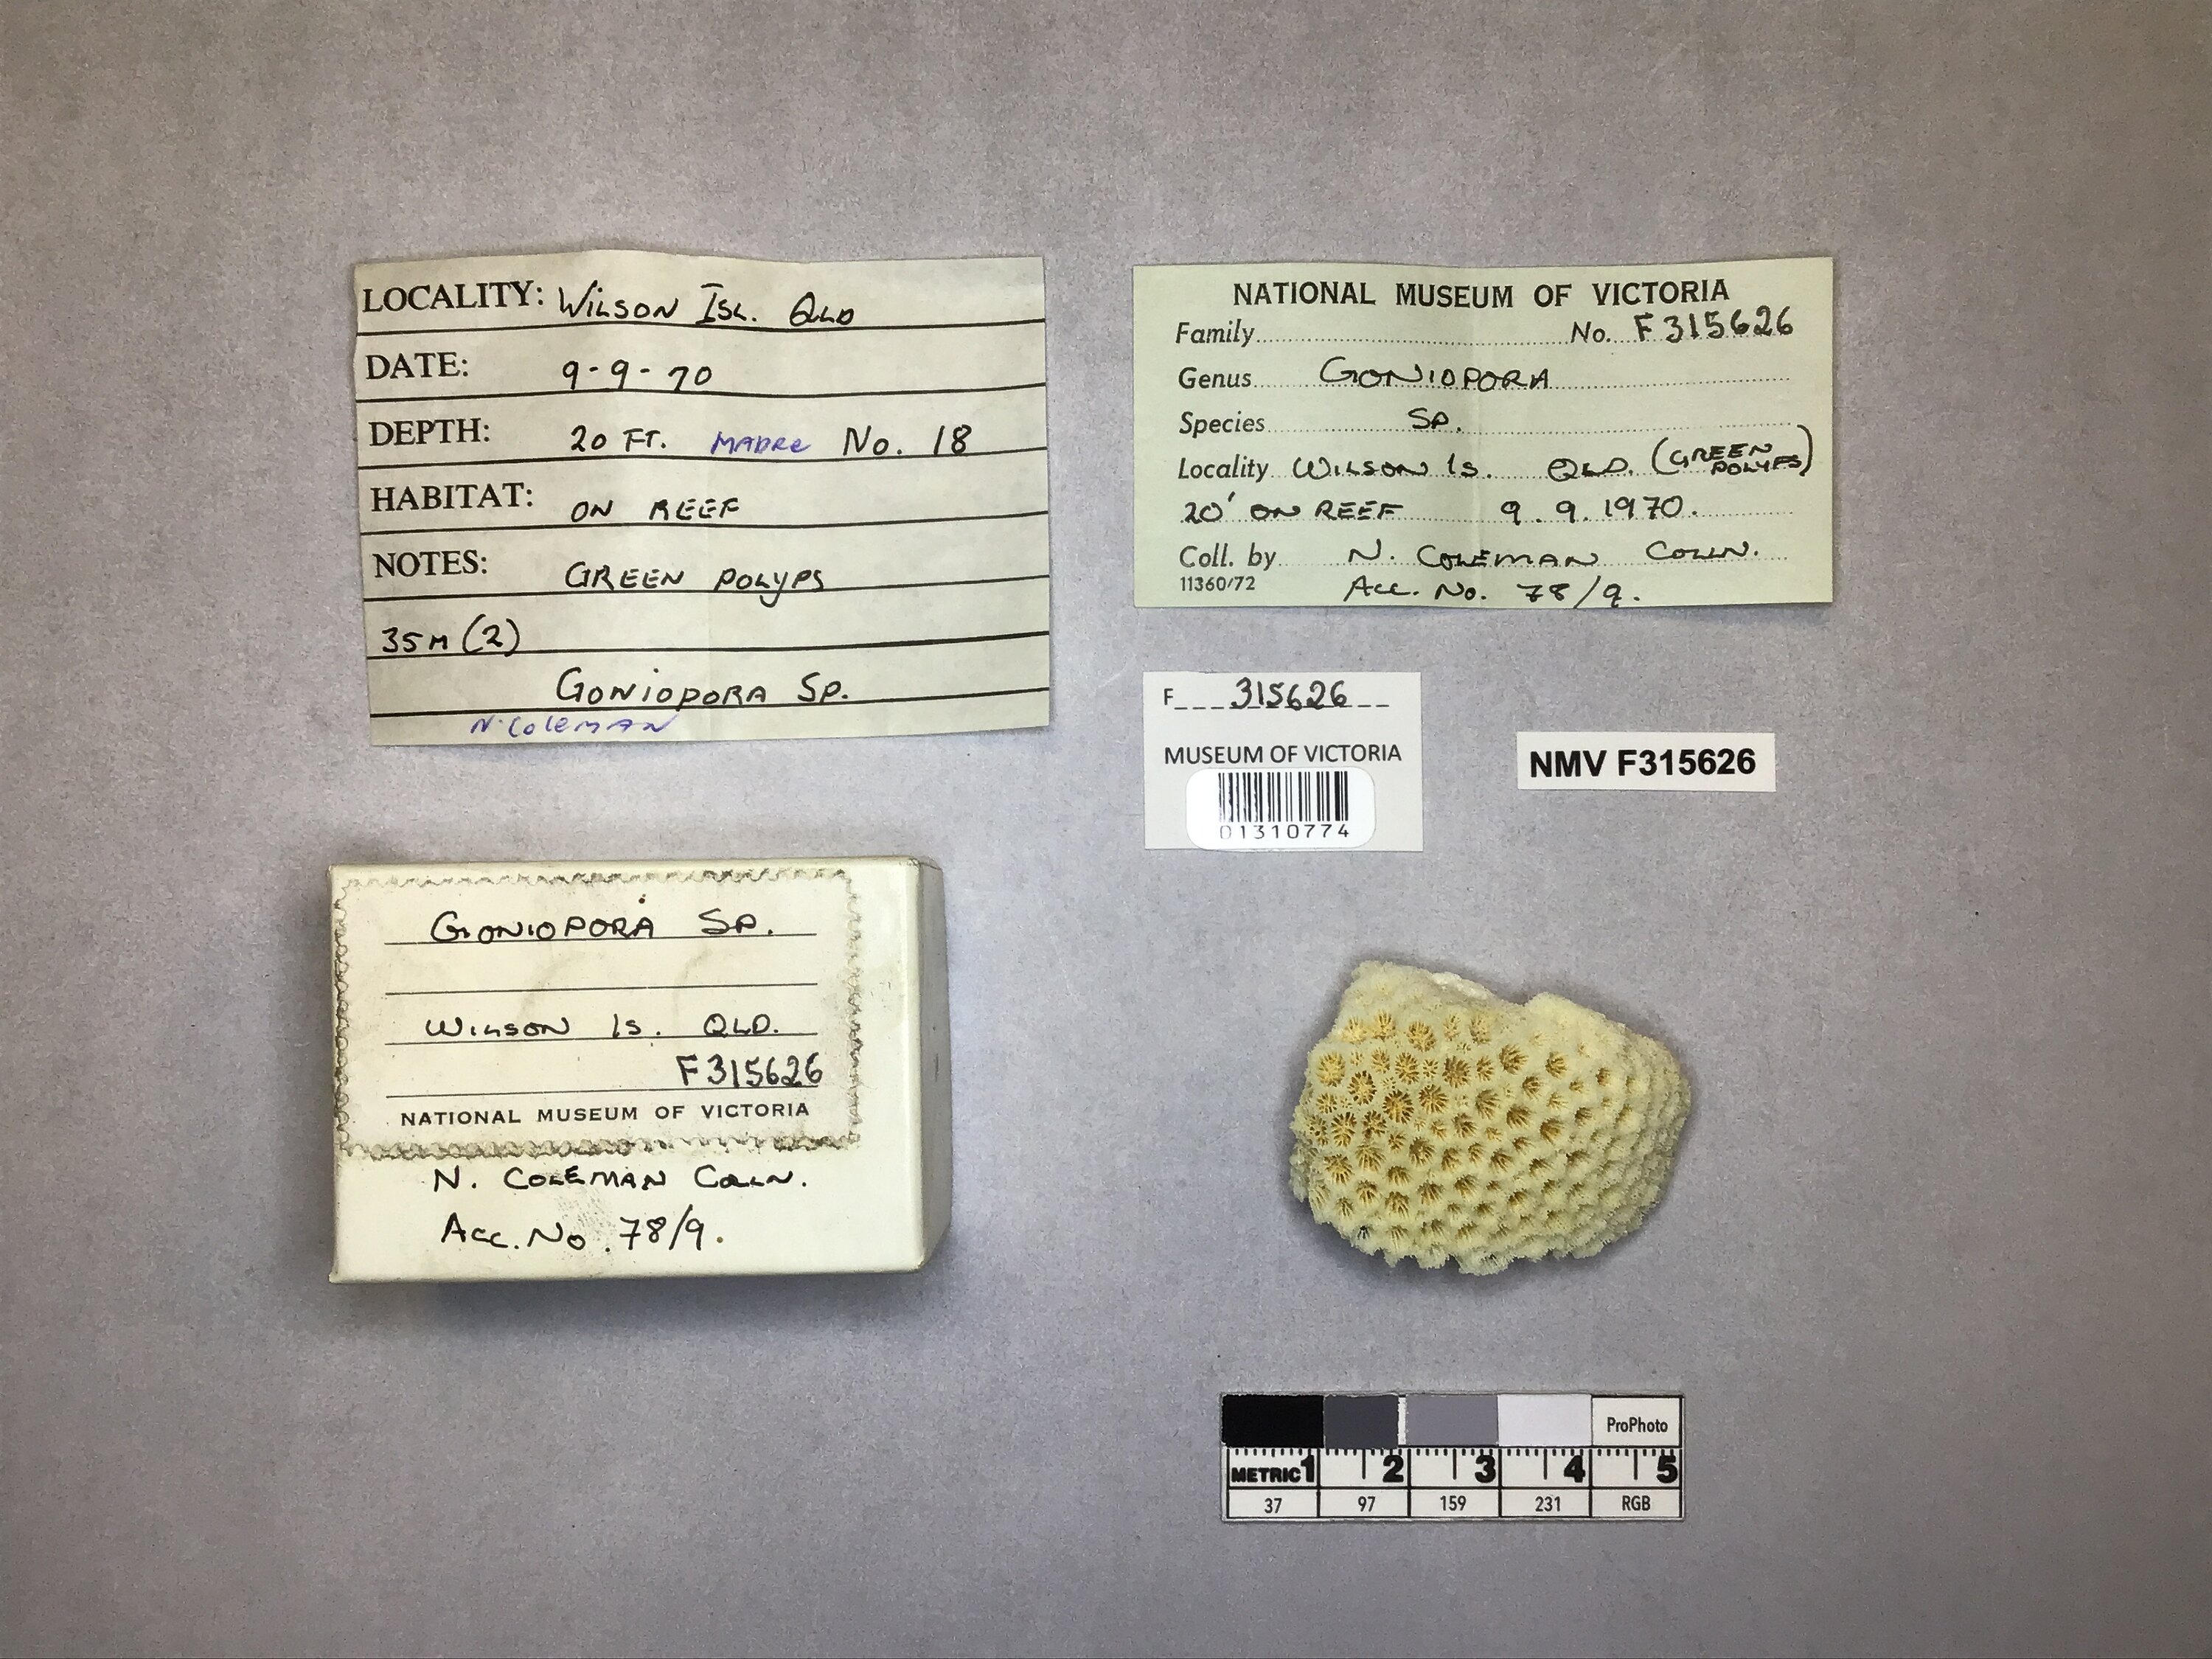 LOCALITY: WILSON ISL. QLD
DATE: 9-9-70
DEPTH: 20 FT. MADRE No. 18
HABITAT: ON REEF
NOTES: GREEN POLYPS
35M (2)
GONIOPORA SP.
N. COLEMAN
NATIONAL MUSEUM OF VICTORIA
Family No. F315626
Genus GONIOPORA
Species SP.
Locality WILSON IS. QLD. (GREEN POLYPS)
20' ON REEF 9.9.1970.
Coll. by N. COLEMAN COLLN.
11360/72 ACC. NO. 78/9.
F 315626
MUSEUM OF VICTORIA
01310774
NMV F315626
GONIOPORA SP.
WILSON IS. QLD.
F315626
NATIONAL MUSEUM OF VICTORIA
N. COLEMAN COLLN.
ACC. NO. 78/9.
ProPhoto
METRIC 1 2 3 4 5
37 97 159 231 RGB